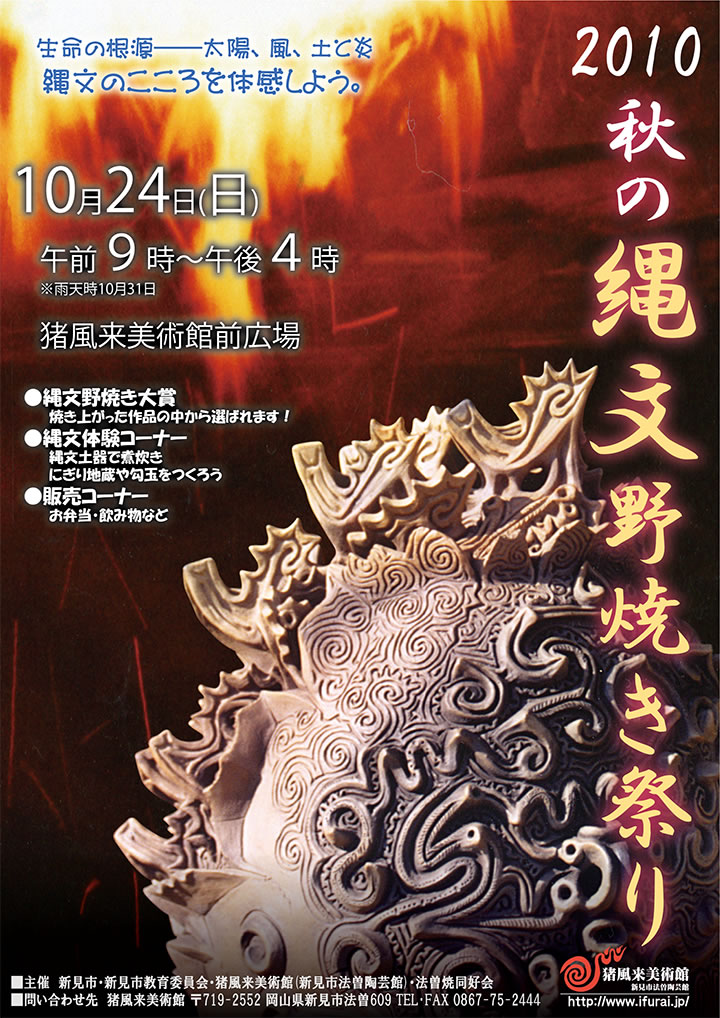 生命の根源――太陽、風、土と炎
縄文のこころを体感しよう。
2010
秋の縄文野焼き祭り
10月24日(日)
午前9時～午後4時
※雨天時10月31日
猪風来美術館前広場
●縄文野焼き大賞
焼き上がった作品の中から選ばれます！
●縄文体験コーナー
縄文土器で煮炊き
にぎり地蔵や勾玉をつくろう
●販売コーナー
お弁当・飲み物など
猪風来美術館
新見市法曽陶芸館
http://www.ifurai.jp/
■主催 新見市・新見市教育委員会・猪風来美術館(新見市法曽陶芸館)・法曽焼同好会
■問い合わせ先 猪風来美術館 〒719-2552 岡山県新見市法曽609 TEL・FAX 0867-75-2444